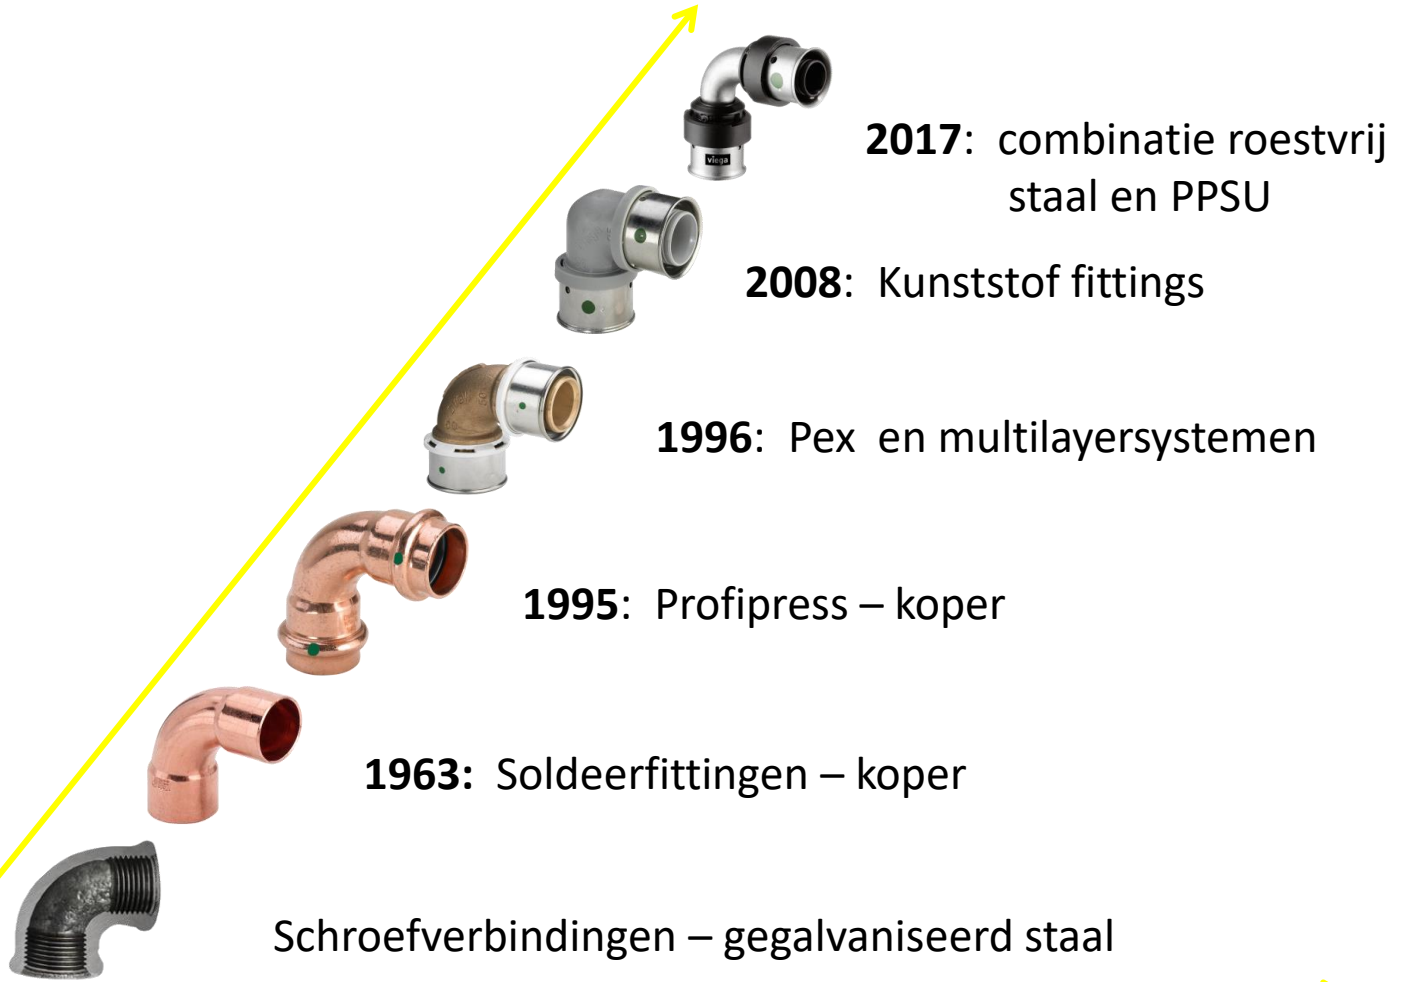 viega
2017: combinatie roestvrij
staal en PPSU
2008: Kunststof fittings
1996: Pex en multilayersystemen
1995: Profipress – koper
1963: Soldeerfittingen – koper
Schroefverbindingen – gegalvaniseerd staal